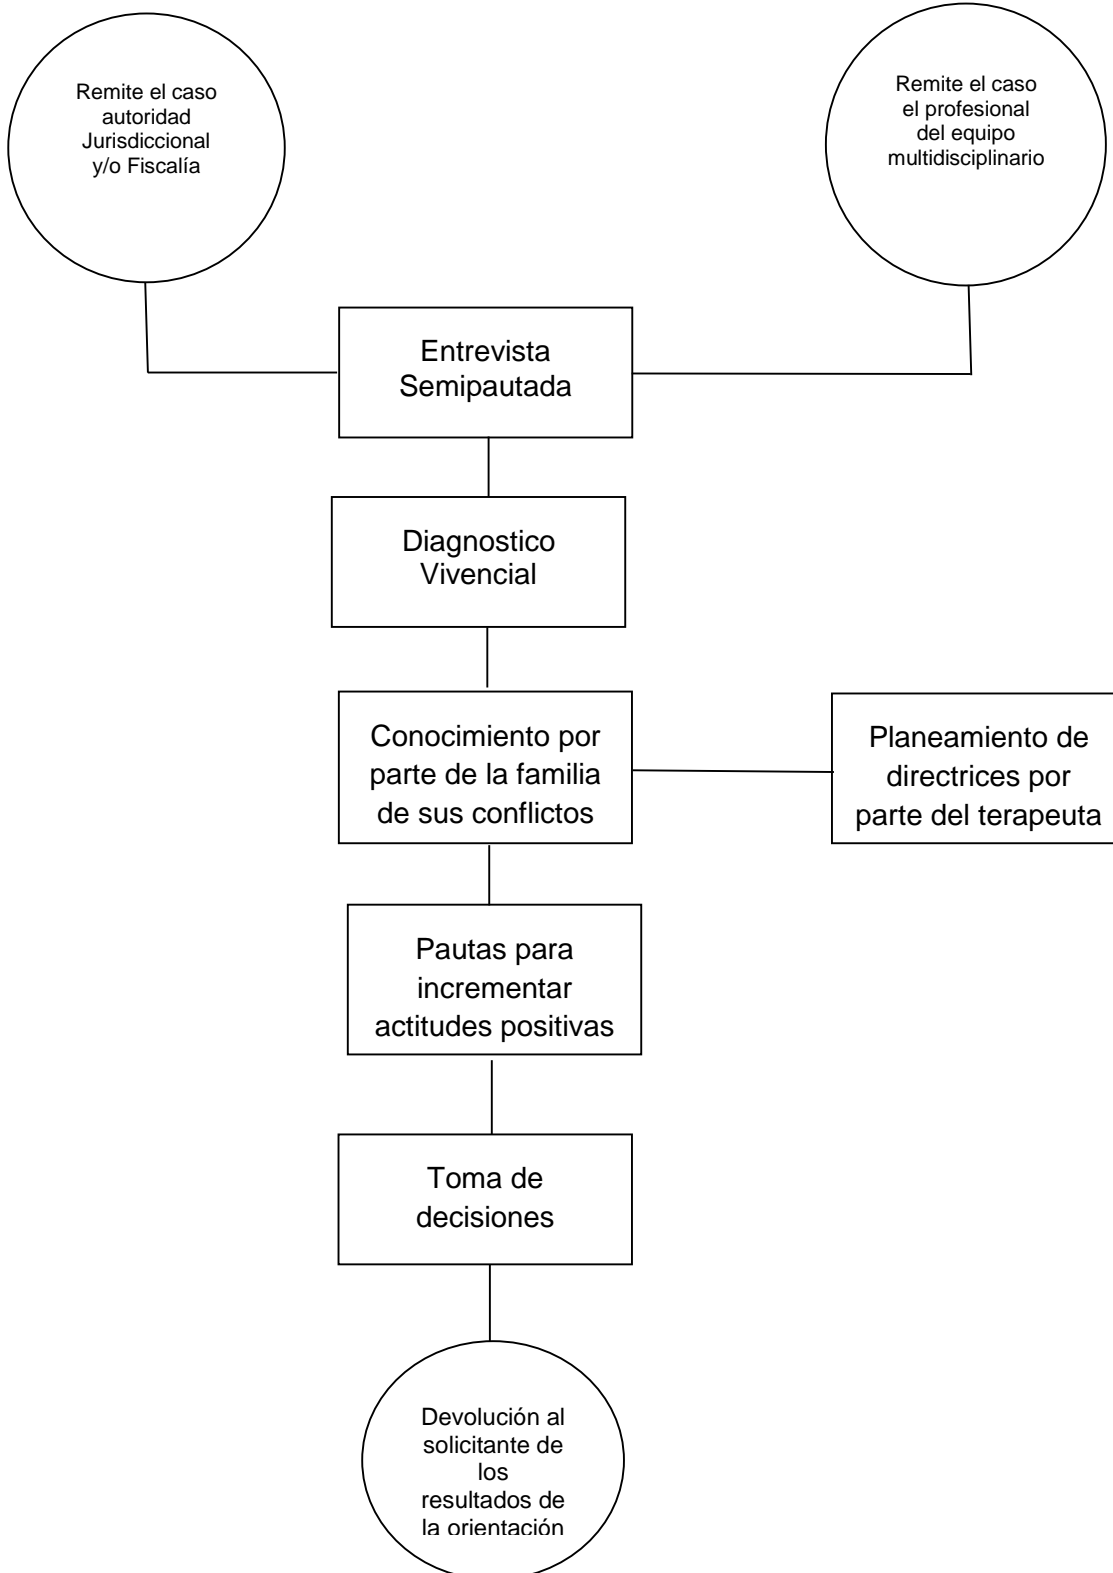 Remite el caso
autoridad
Jurisdiccional
y/o Fiscalía
Remite el caso
el profesional
del equipo
multidisciplinario
Entrevista
Semipautada
Diagnostico
Vivencial
Conocimiento por
parte de la familia
de sus conflictos
Planeamiento de
directrices por
parte del terapeuta
Pautas para
incrementar
actitudes positivas
Toma de
decisiones
Devolución al
solicitante de
los
resultados de
la orientación